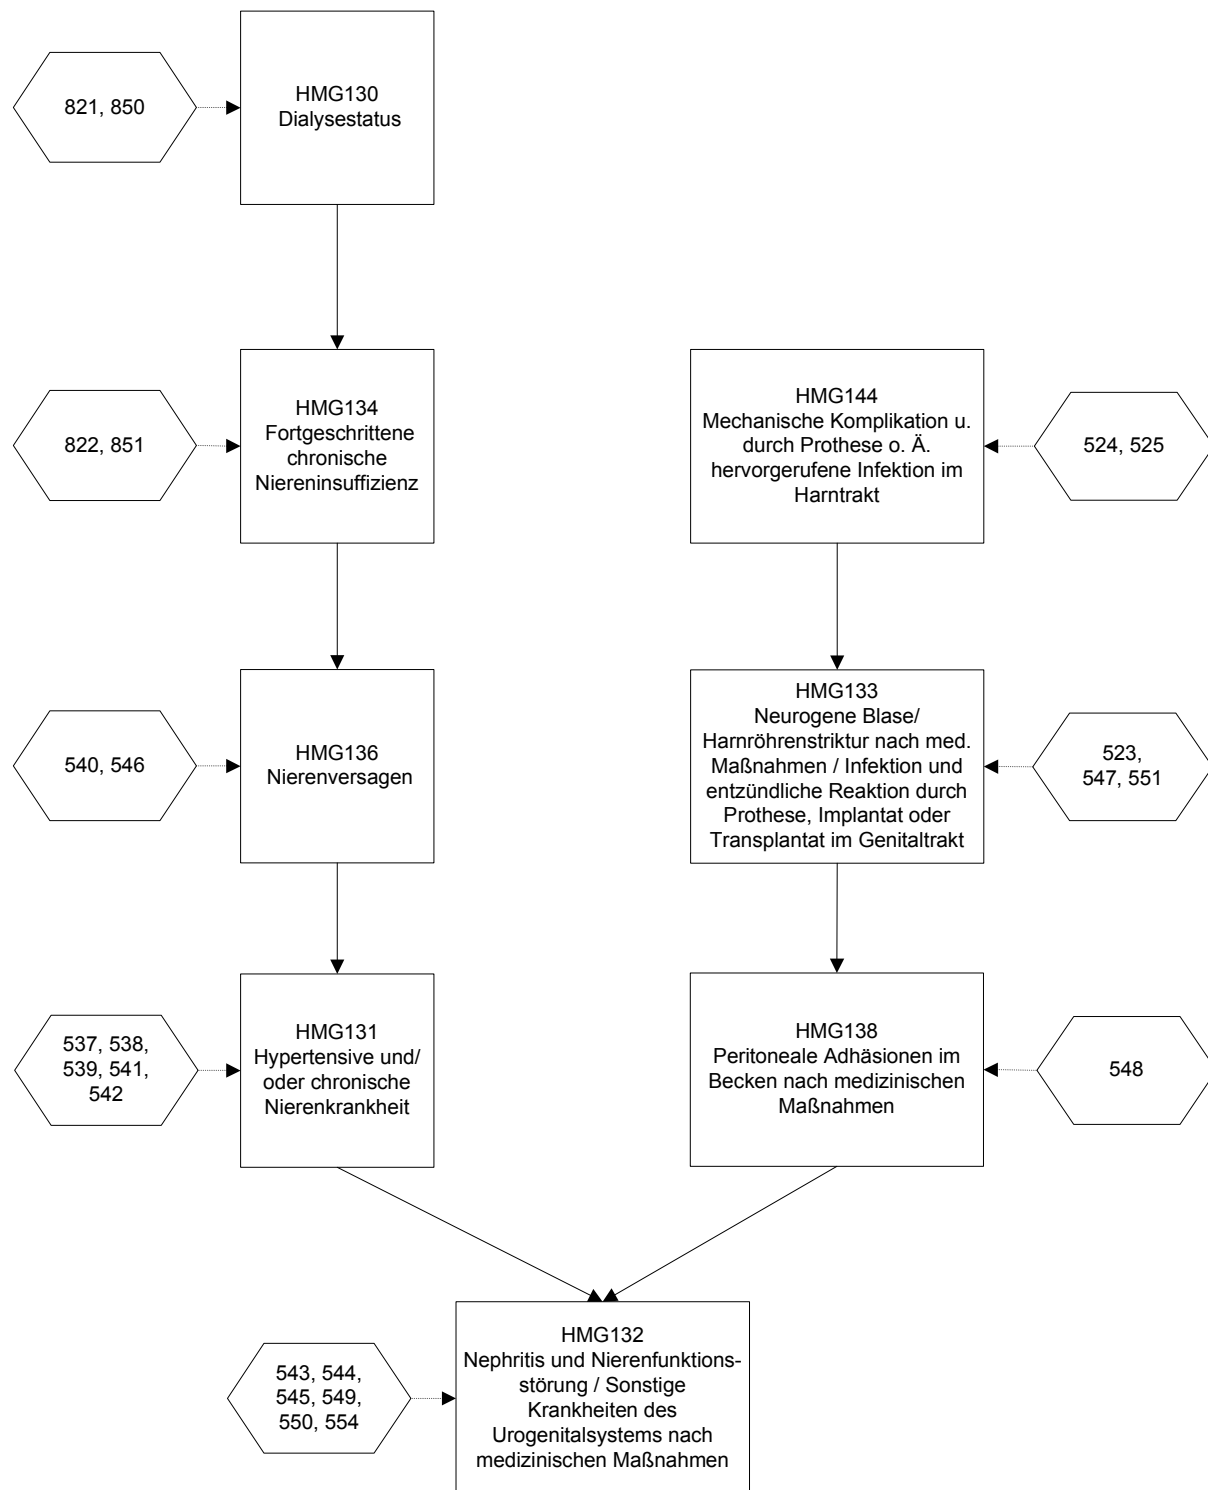 821, 850
HMG130
Dialysestatus
822, 851
HMG134
Fortgeschrittene
chronische
Niereninsuffizienz
HMG144
Mechanische Komplikation u.
durch Prothese o. Ä.
hervorgerufene Infektion im
Harntrakt
524, 525
540, 546
HMG136
Nierenversagen
HMG133
Neurogene Blase/
Harnröhrenstriktur nach med.
Maßnahmen / Infektion und
entzündliche Reaktion durch
Prothese, Implantat oder
Transplantat im Genitaltrakt
523,
547, 551
537, 538,
539, 541,
542
HMG131
Hypertensive und/
oder chronische
Nierenkrankheit
HMG138
Peritoneale Adhäsionen im
Becken nach medizinischen
Maßnahmen
548
543, 544,
545, 549,
550, 554
HMG132
Nephritis und Nierenfunktions-
störung / Sonstige
Krankheiten des
Urogenitalsystems nach
medizinischen Maßnahmen